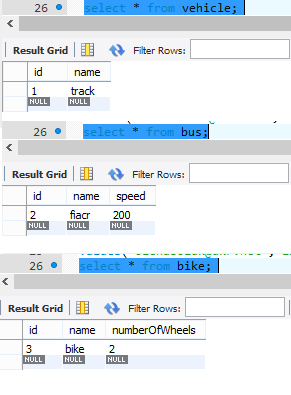 26 select * from vehicle;
Result Grid Filter Rows:
id name
1 track
NULL NULL
26 select * from bus;
Result Grid Filter Rows:
id name speed
2 fiacr 200
NULL NULL NULL
26 select * from bike;
Result Grid Filter Rows:
id name numberOfWheels
3 bike 2
NULL NULL NULL